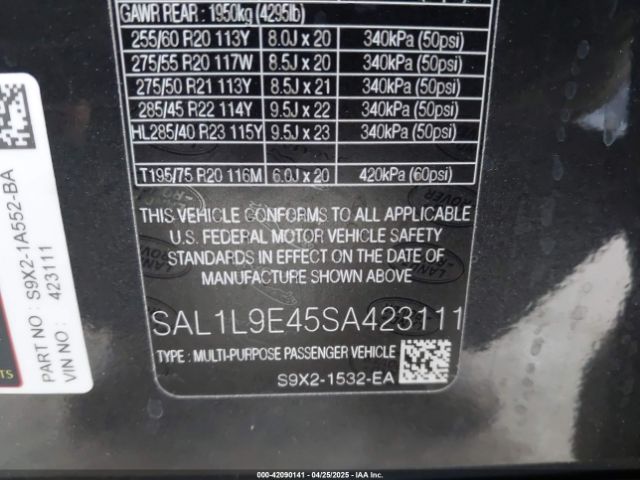 GAWR REAR : 1950kg (4295lb)
255/60 R20 113Y 8.0J x 20 340kPa (50psi)
275/55 R20 117W 8.5J x 20 340kPa (50psi)
275/50 R21 113Y 8.5J x 21 340kPa (50psi)
285/45 R22 114Y 9.5J x 22 340kPa (50psi)
HL285/40 R23 115Y 9.5J x 23 340kPa (50psi)
T195/75 R20 116M 6.0J x 20 420kPa (60psi)
THIS VEHICLE CONFORMS TO ALL APPLICABLE
U.S. FEDERAL MOTOR VEHICLE SAFETY
STANDARDS IN EFFECT ON THE DATE OF
MANUFACTURE SHOWN ABOVE
SAL1L9E45SA423111
TYPE : MULTI-PURPOSE PASSENGER VEHICLE
S9X2-1532-EA
PART NO : S9X2-1A552-BA
VIN NO : 423111
000-42090141 - 04/25/2025 - IAA Inc.